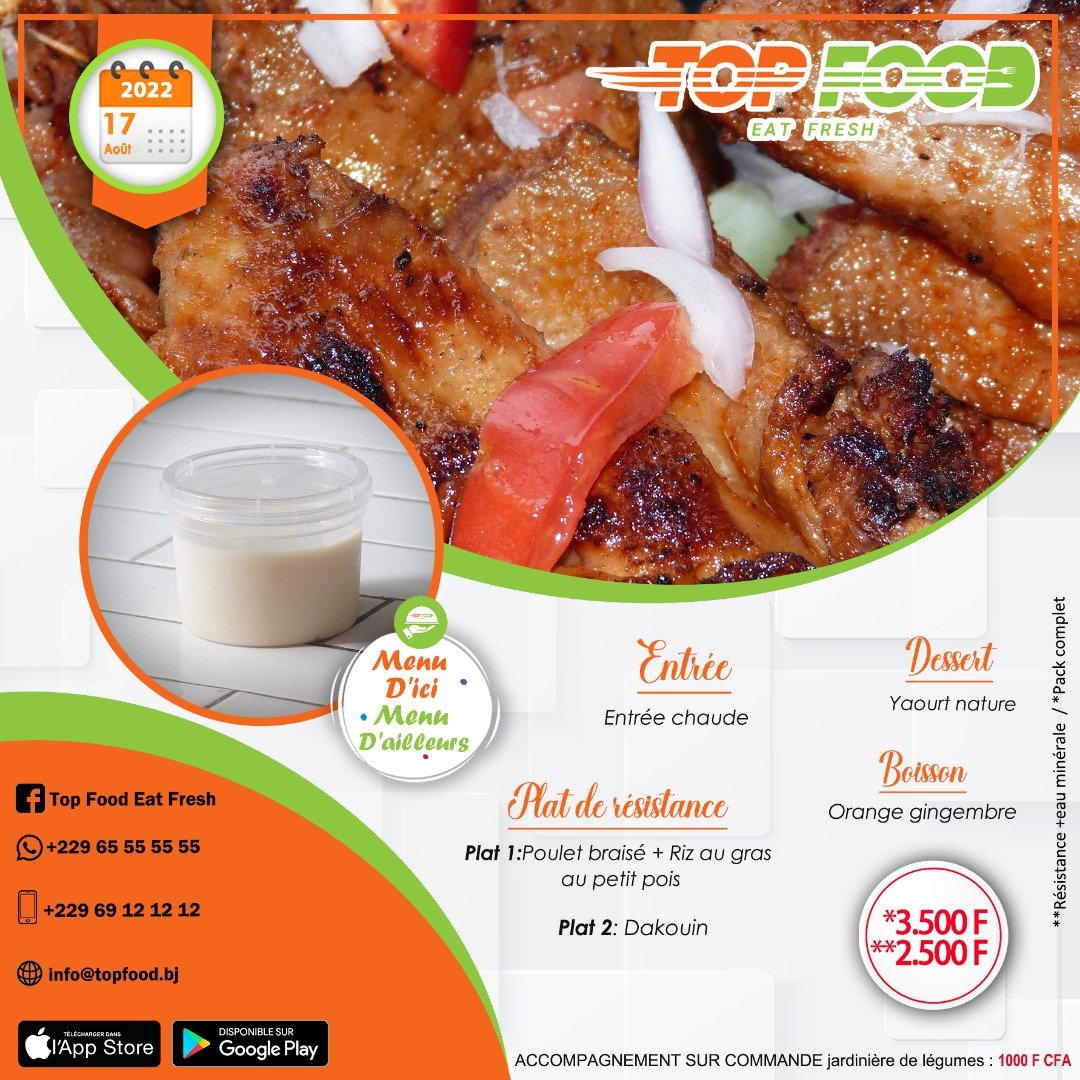 2022
17
Août
TOP FOOD
EAT FRESH
TOP FOOD
Menu
D'ici
Menu
D'ailleurs
Entrée
Entrée chaude
Dessert
Yaourt nature
Plat de résistance
Plat 1:Poulet braisé + Riz au gras
au petit pois
Plat 2: Dakouin
Boisson
Orange gingembre
*3.500 F
**2.500 F
**Résistance +eau minérale / *Pack complet
Top Food Eat Fresh
+229 65 55 55 55
+229 69 12 12 12
info@topfood.bj
TÉLÉCHARGER DANS
l'App Store
DISPONIBLE SUR
Google Play
ACCOMPAGNEMENT SUR COMMANDE jardinière de légumes : 1000 F CFA